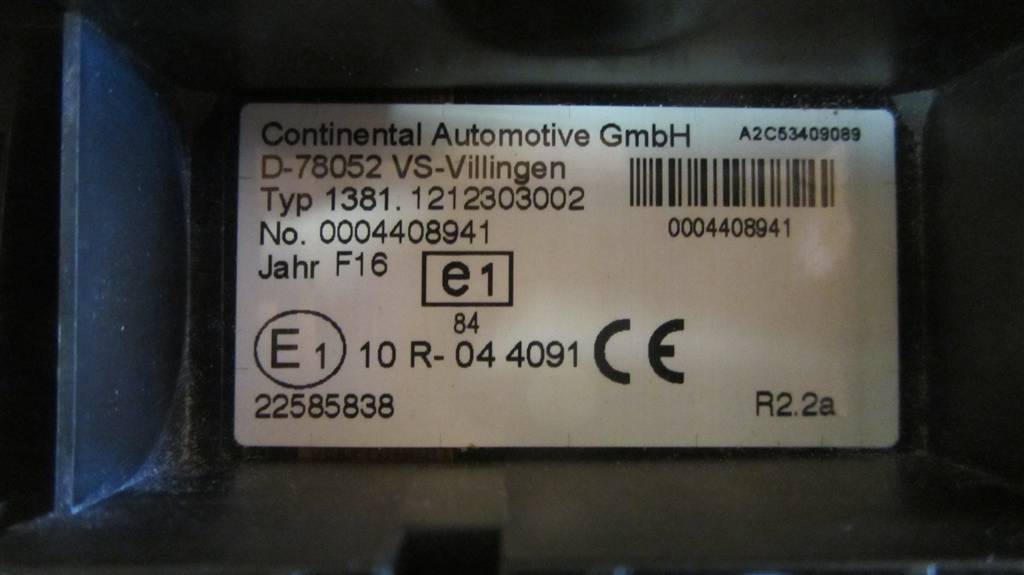 Continental Automotive GmbH A2C53409089
D-78052 VS-Villingen
Typ 1381.1212303002
No. 0004408941 0004408941
Jahr F16
e1
84
E1 10 R- 04 4091 CE
22585838 R2.2a